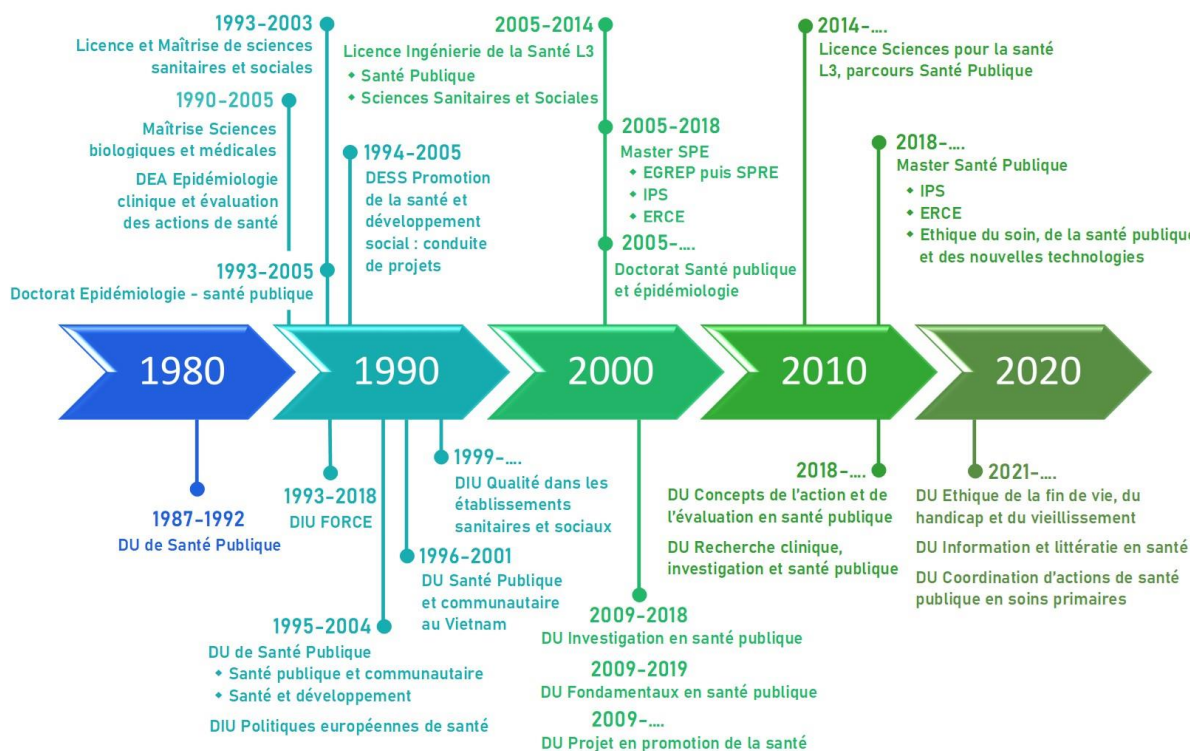 1993-2003
Licence et Maîtrise de sciences
sanitaires et sociales
1990-2005
Maîtrise Sciences
biologiques et médicales
DEA Epidémiologie
clinique et évaluation
des actions de santé
1993-2005
Doctorat Epidémiologie - santé publique
1994-2005
DESS Promotion
de la santé et
développement
social : conduite
de projets
2005-2014
Licence Ingénierie de la Santé L3
◆ Santé Publique
◆ Sciences Sanitaires et Sociales
2005-2018
Master SPE
◆ EGREP puis SPRE
◆ IPS
◆ ERCE
2005-....
Doctorat Santé publique
et épidémiologie
2014-....
Licence Sciences pour la santé
L3, parcours Santé Publique
2018-....
Master Santé Publique
◆ IPS
◆ ERCE
◆ Ethique du soin, de la santé publique
et des nouvelles technologies
1980
1990
2000
2010
2020
1987-1992
DU de Santé Publique
1993-2018
DIU FORCE
1995-2004
DU de Santé Publique
◆ Santé publique et communautaire
◆ Santé et développement
DIU Politiques européennes de santé
1996-2001
DU Santé Publique
et communautaire
au Vietnam
1999-....
DIU Qualité dans les
établissements
sanitaires et sociaux
2009-2018
DU Investigation en santé publique
2009-2019
DU Fondamentaux en santé publique
2009-....
DU Projet en promotion de la santé
2018-....
DU Concepts de l'action et de
l'évaluation en santé publique
DU Recherche clinique,
investigation et santé publique
2021-....
DU Ethique de la fin de vie, du
handicap et du vieillissement
DU Information et littératie en santé
DU Coordination d'actions de santé
publique en soins primaires